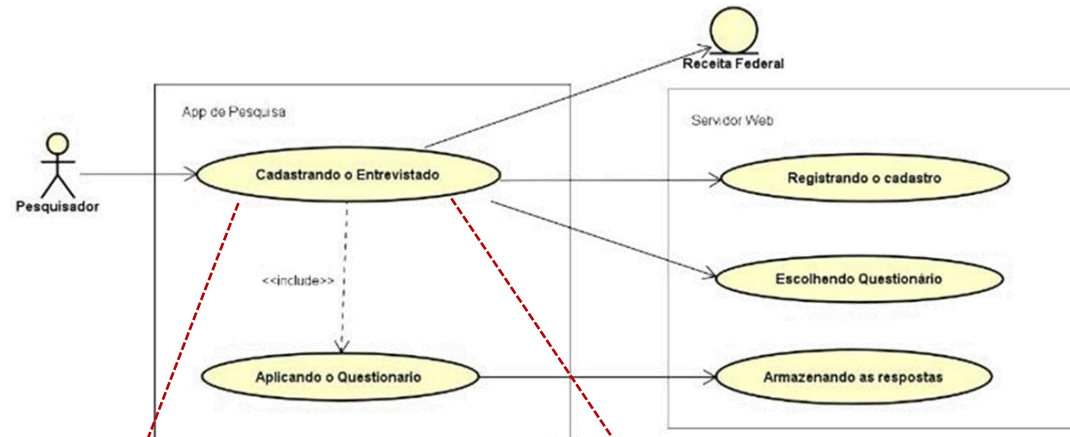 Receita Federal
App de Pesquisa
Servidor Web
Pesquisador
Cadastrando o Entrevistado
Registrando o cadastro
<<include>>
Escolhendo Questionário
Aplicando o Questionario
Armazenando as respostas